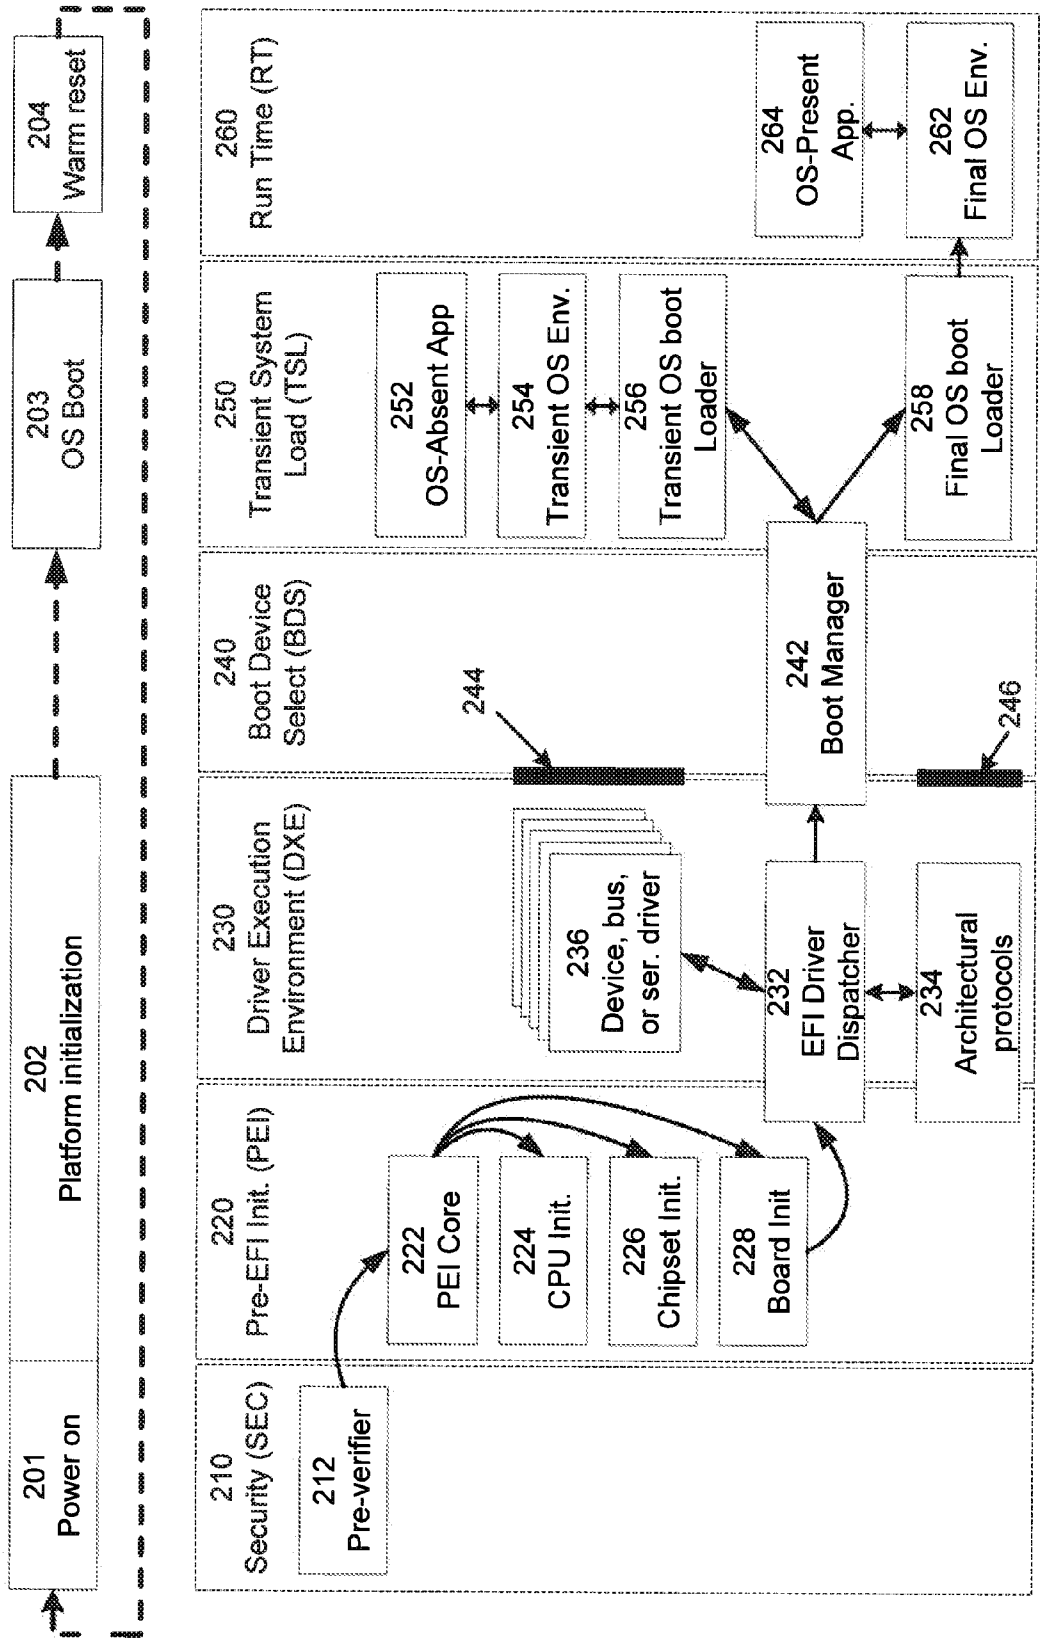 201
Power on
202
Platform initialization
203
OS Boot
204
Warm reset
210
Security (SEC)
212
Pre-verifier
220
Pre-EFI Init. (PEI)
222
PEI Core
224
CPU Init.
226
Chipset Init.
228
Board Init
230
Driver Execution
Environment (DXE)
236
Device, bus,
or ser. driver
232
EFI Driver
Dispatcher
234
Architectural
protocols
240
Boot Device
Select (BDS)
244
242
Boot Manager
246
250
Transient System
Load (TSL)
252
OS-Absent App
254
Transient OS Env.
256
Transient OS boot
Loader
258
Final OS boot
Loader
260
Run Time (RT)
264
OS-Present
App.
262
Final OS Env.